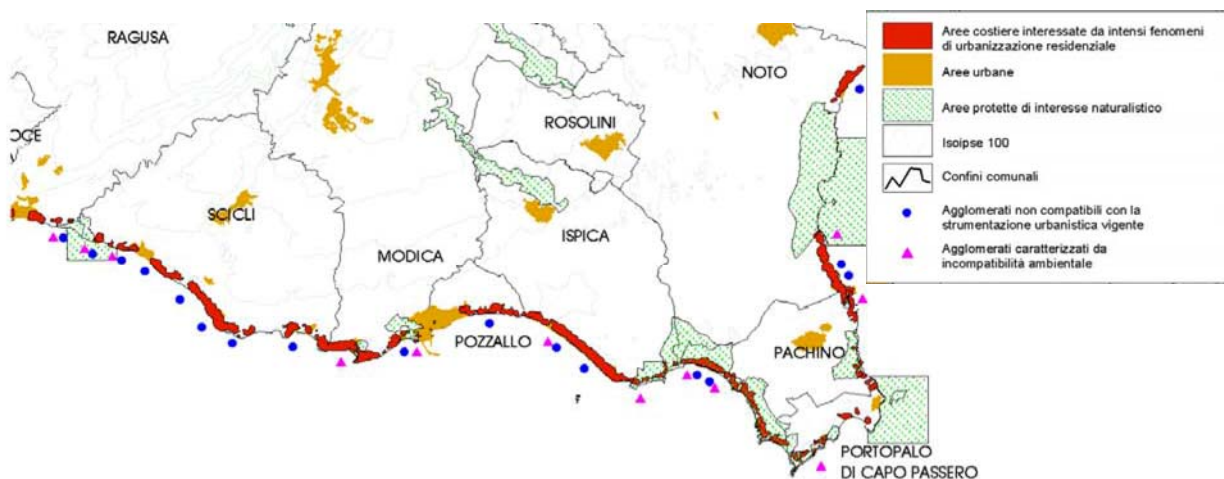 RAGUSA
NOTO
ROSOLINI
OCE
SCICLI
ISPICA
MODICA
POZZALLO
PACHINO
PORTOPALO
DI CAPO PASSERO
Aree costiere interessate da intensi fenomeni
di urbanizzazione residenziale
Aree urbane
Aree protette di interesse naturalistico
Isoipse 100
Confini comunali
Agglomerati non compatibili con la
strumentazione urbanistica vigente
Agglomerati caratterizzati da
incompatibilità ambientale